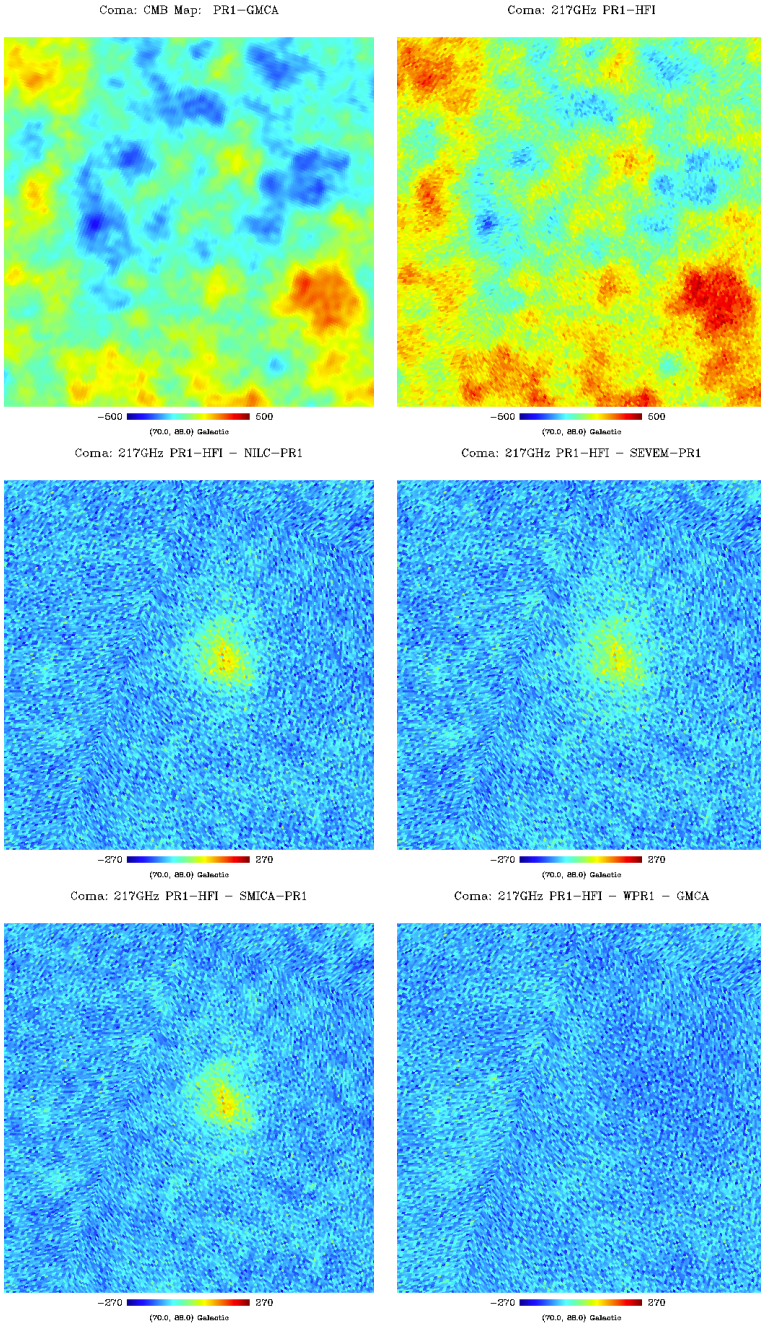 Coma: CMB Map: PR1-GMCA
Coma: 217GHz PR1-HFI
-500 500
-500 500
(70.0, 88.0) Galactic
(70.0, 88.0) Galactic
Coma: 217GHz PR1-HFI - NILC-PR1
Coma: 217GHz PR1-HFI - SEVEM-PR1
-270 270
-270 270
(70.0, 88.0) Galactic
(70.0, 88.0) Galactic
Coma: 217GHz PR1-HFI - SMICA-PR1
Coma: 217GHz PR1-HFI - WPR1 - GMCA
-270 270
-270 270
(70.0, 88.0) Galactic
(70.0, 88.0) Galactic